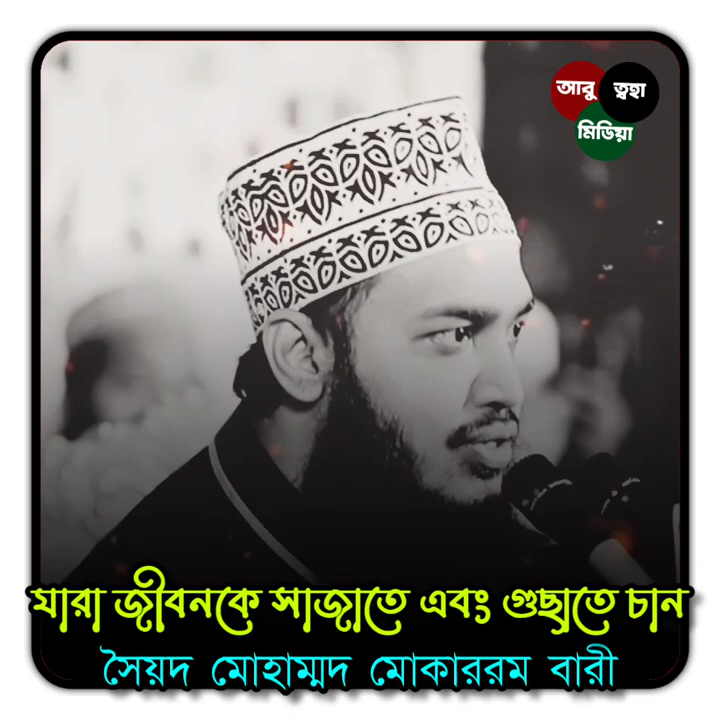 আবু ত্বহা
মিডিয়া
যারা জীবনকে সাজাতে এবং গুছাতে চান
সৈয়দ মোহাম্মদ মোকাররম বারী